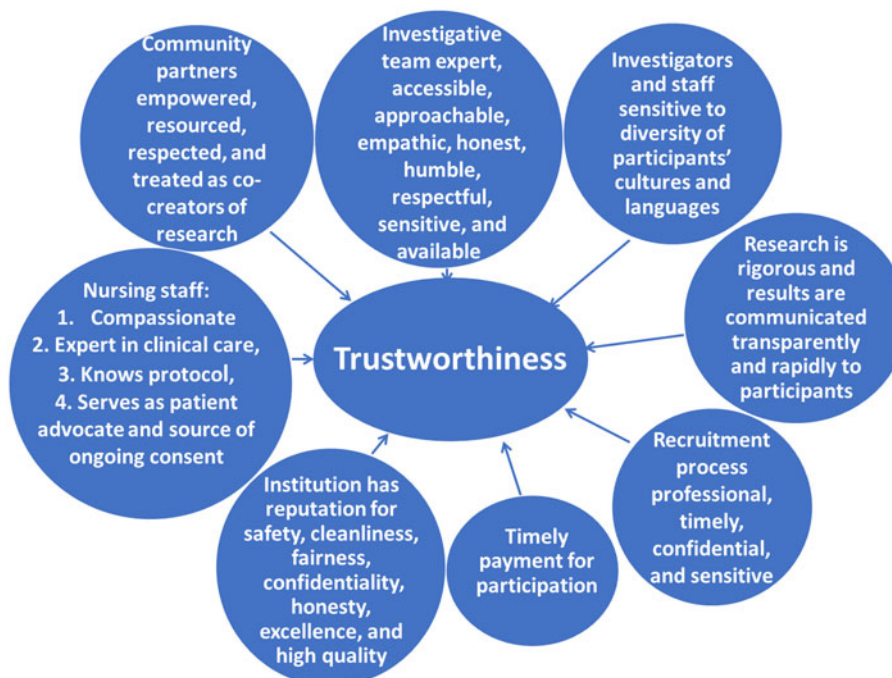 Community
partners
empowered,
resourced,
respected, and
treated as co-
creators of
research
Investigative
team expert,
accessible,
approachable,
empathic, honest,
humble,
respectful,
sensitive, and
available
Investigators
and staff
sensitive to
diversity of
participants’
cultures and
languages
Research is
rigorous and
results are
communicated
transparently
and rapidly to
participants
Nursing staff:
1. Compassionate
2. Expert in clinical care,
3. Knows protocol,
4. Serves as patient
advocate and source of
ongoing consent
Trustworthiness
Recruitment
process
professional,
timely,
confidential,
and sensitive
Institution has
reputation for
safety, cleanliness,
fairness,
confidentiality,
honesty,
excellence, and
high quality
Timely
payment for
participation